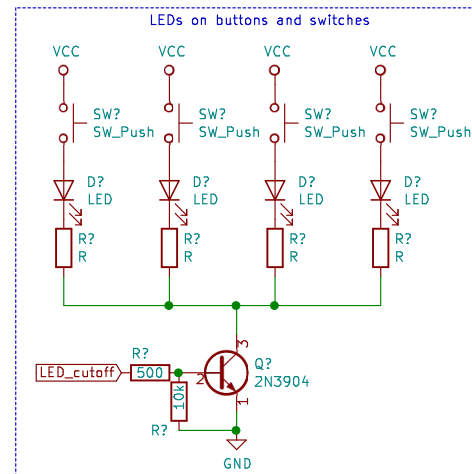 LEDs on buttons and switches
VCC VCC VCC VCC
SW? SW? SW? SW?
SW_Push SW_Push SW_Push SW_Push
D? D? D? D?
LED LED LED LED
R? R? R? R?
R R R R
3
R? Q?
LED_cutoff 500 2 2N3904
10k
1
R?
GND